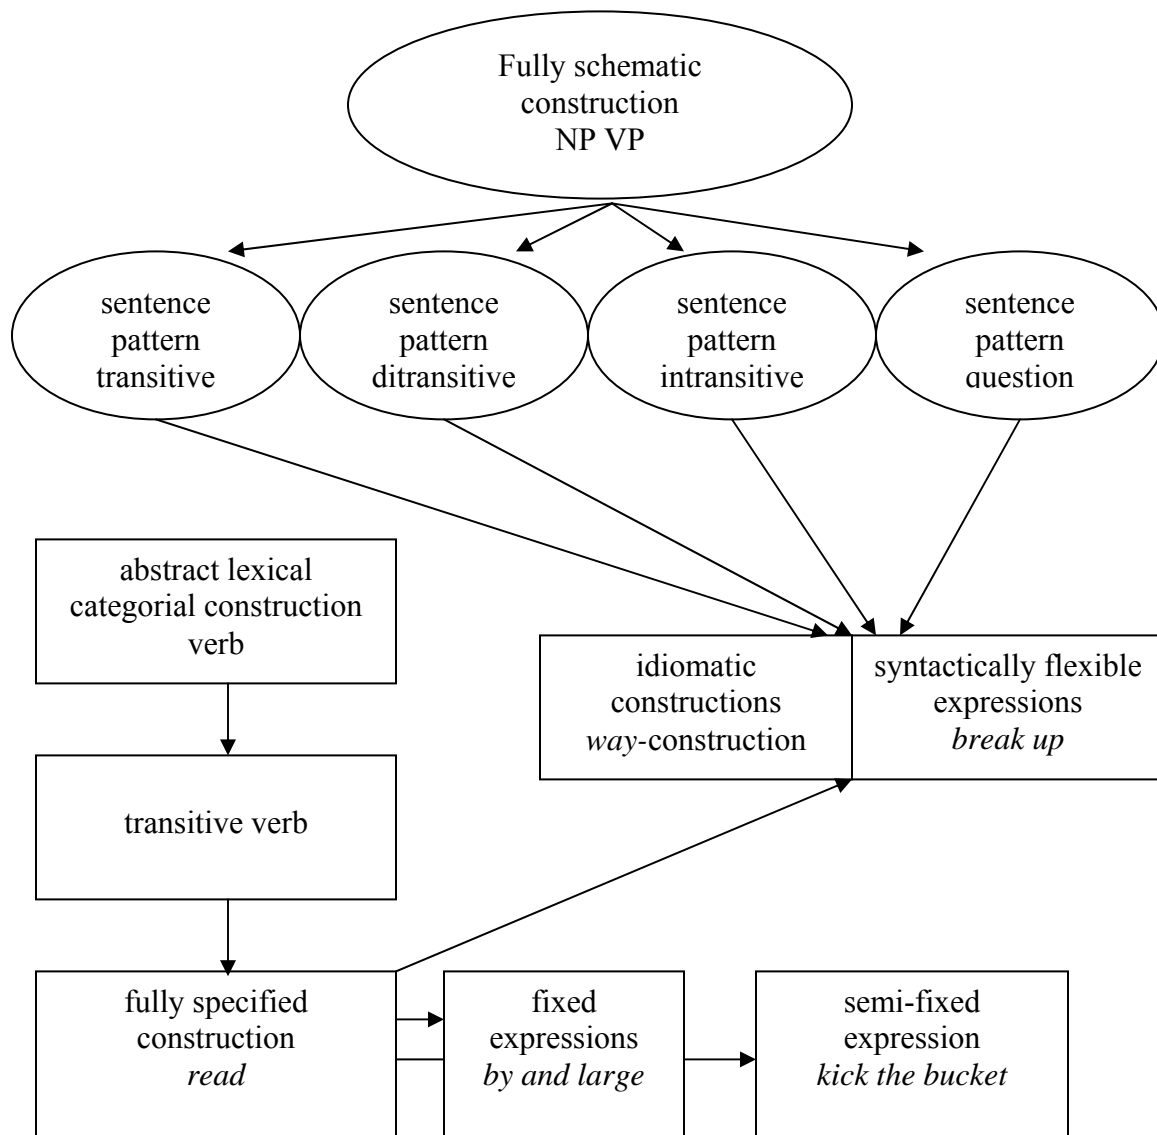 Fully schematic
construction
NP VP
sentence
pattern
transitive
sentence
pattern
ditransitive
sentence
pattern
intransitive
sentence
pattern
question
abstract lexical
categorial construction
verb
idiomatic
constructions
way-construction
syntactically flexible
expressions
break up
transitive verb
fully specified
construction
read
fixed
expressions
by and large
semi-fixed
expression
kick the bucket